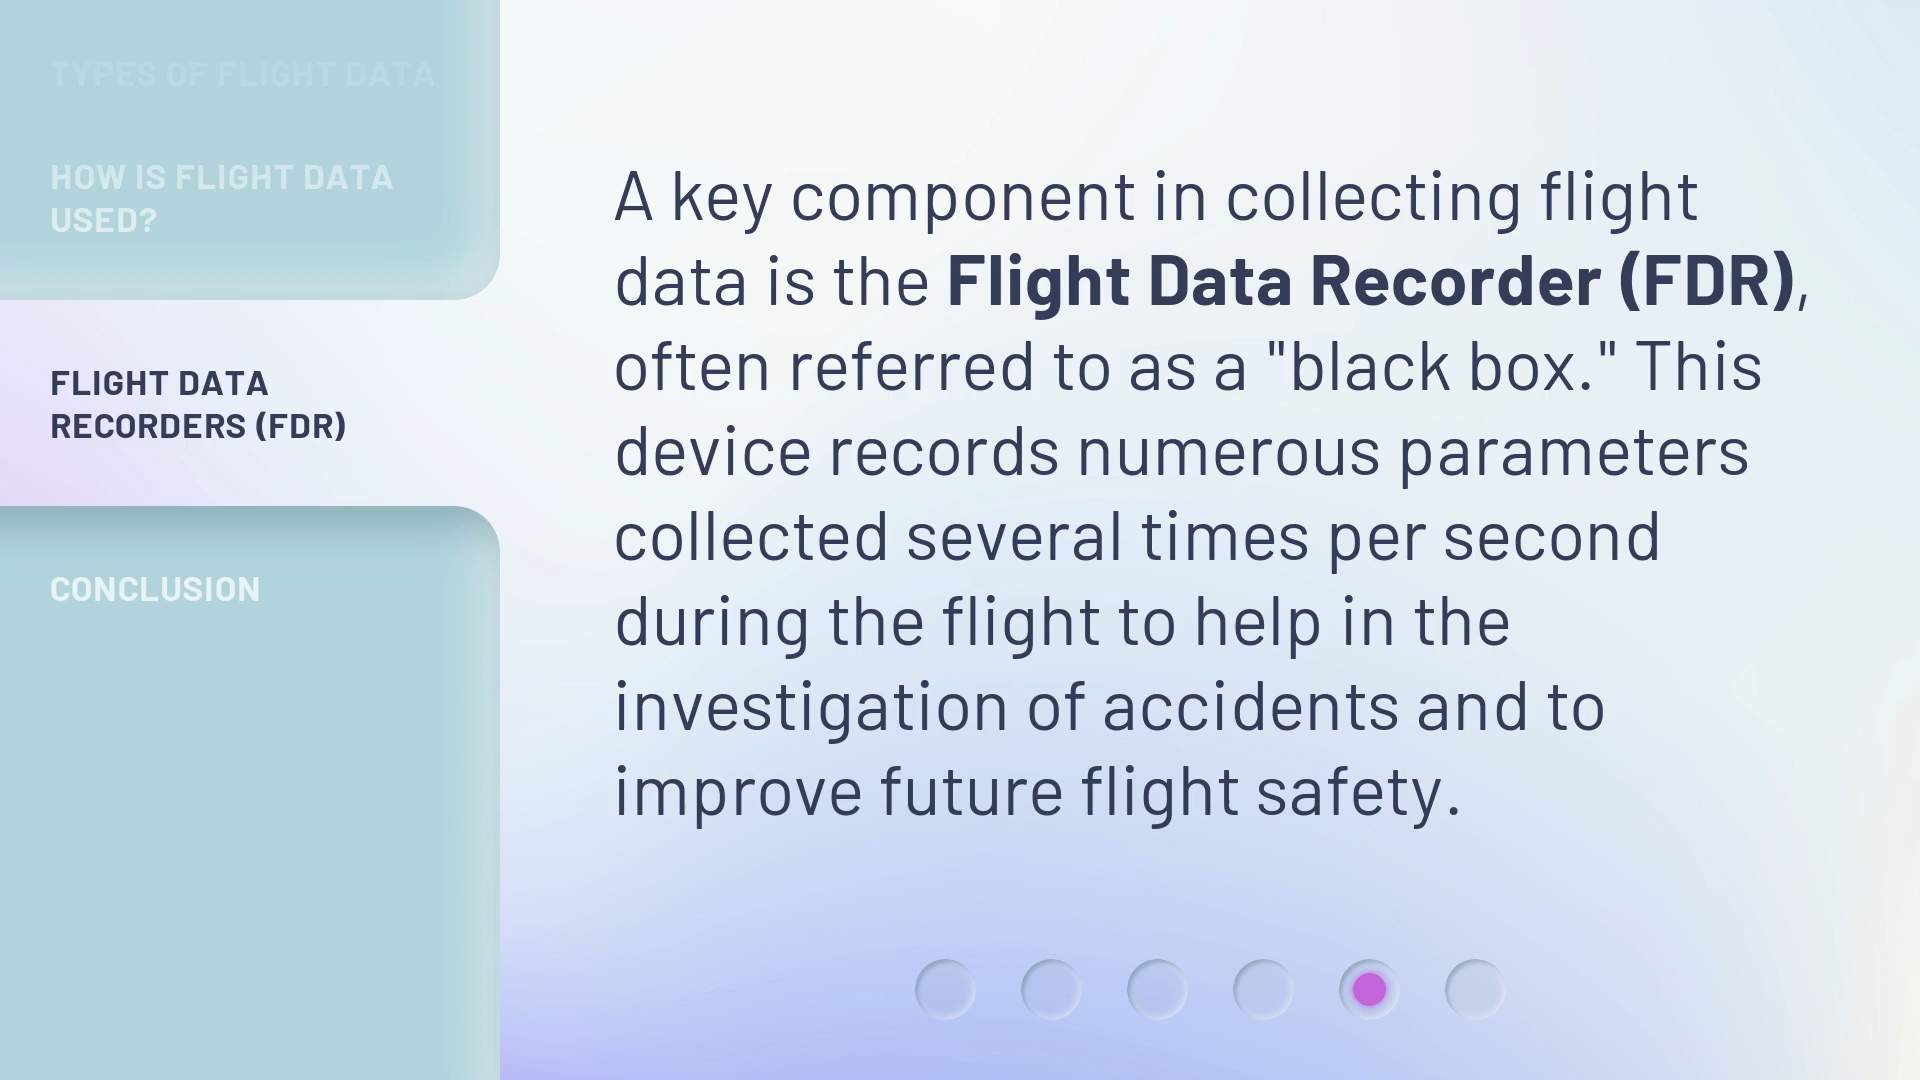 TYPES OF FLIGHT DATA
HOW IS FLIGHT DATA
USED?
FLIGHT DATA
RECORDERS (FDR)
CONCLUSION
A key component in collecting flight
data is the Flight Data Recorder (FDR),
often referred to as a "black box." This
device records numerous parameters
collected several times per second
during the flight to help in the
investigation of accidents and to
improve future flight safety.